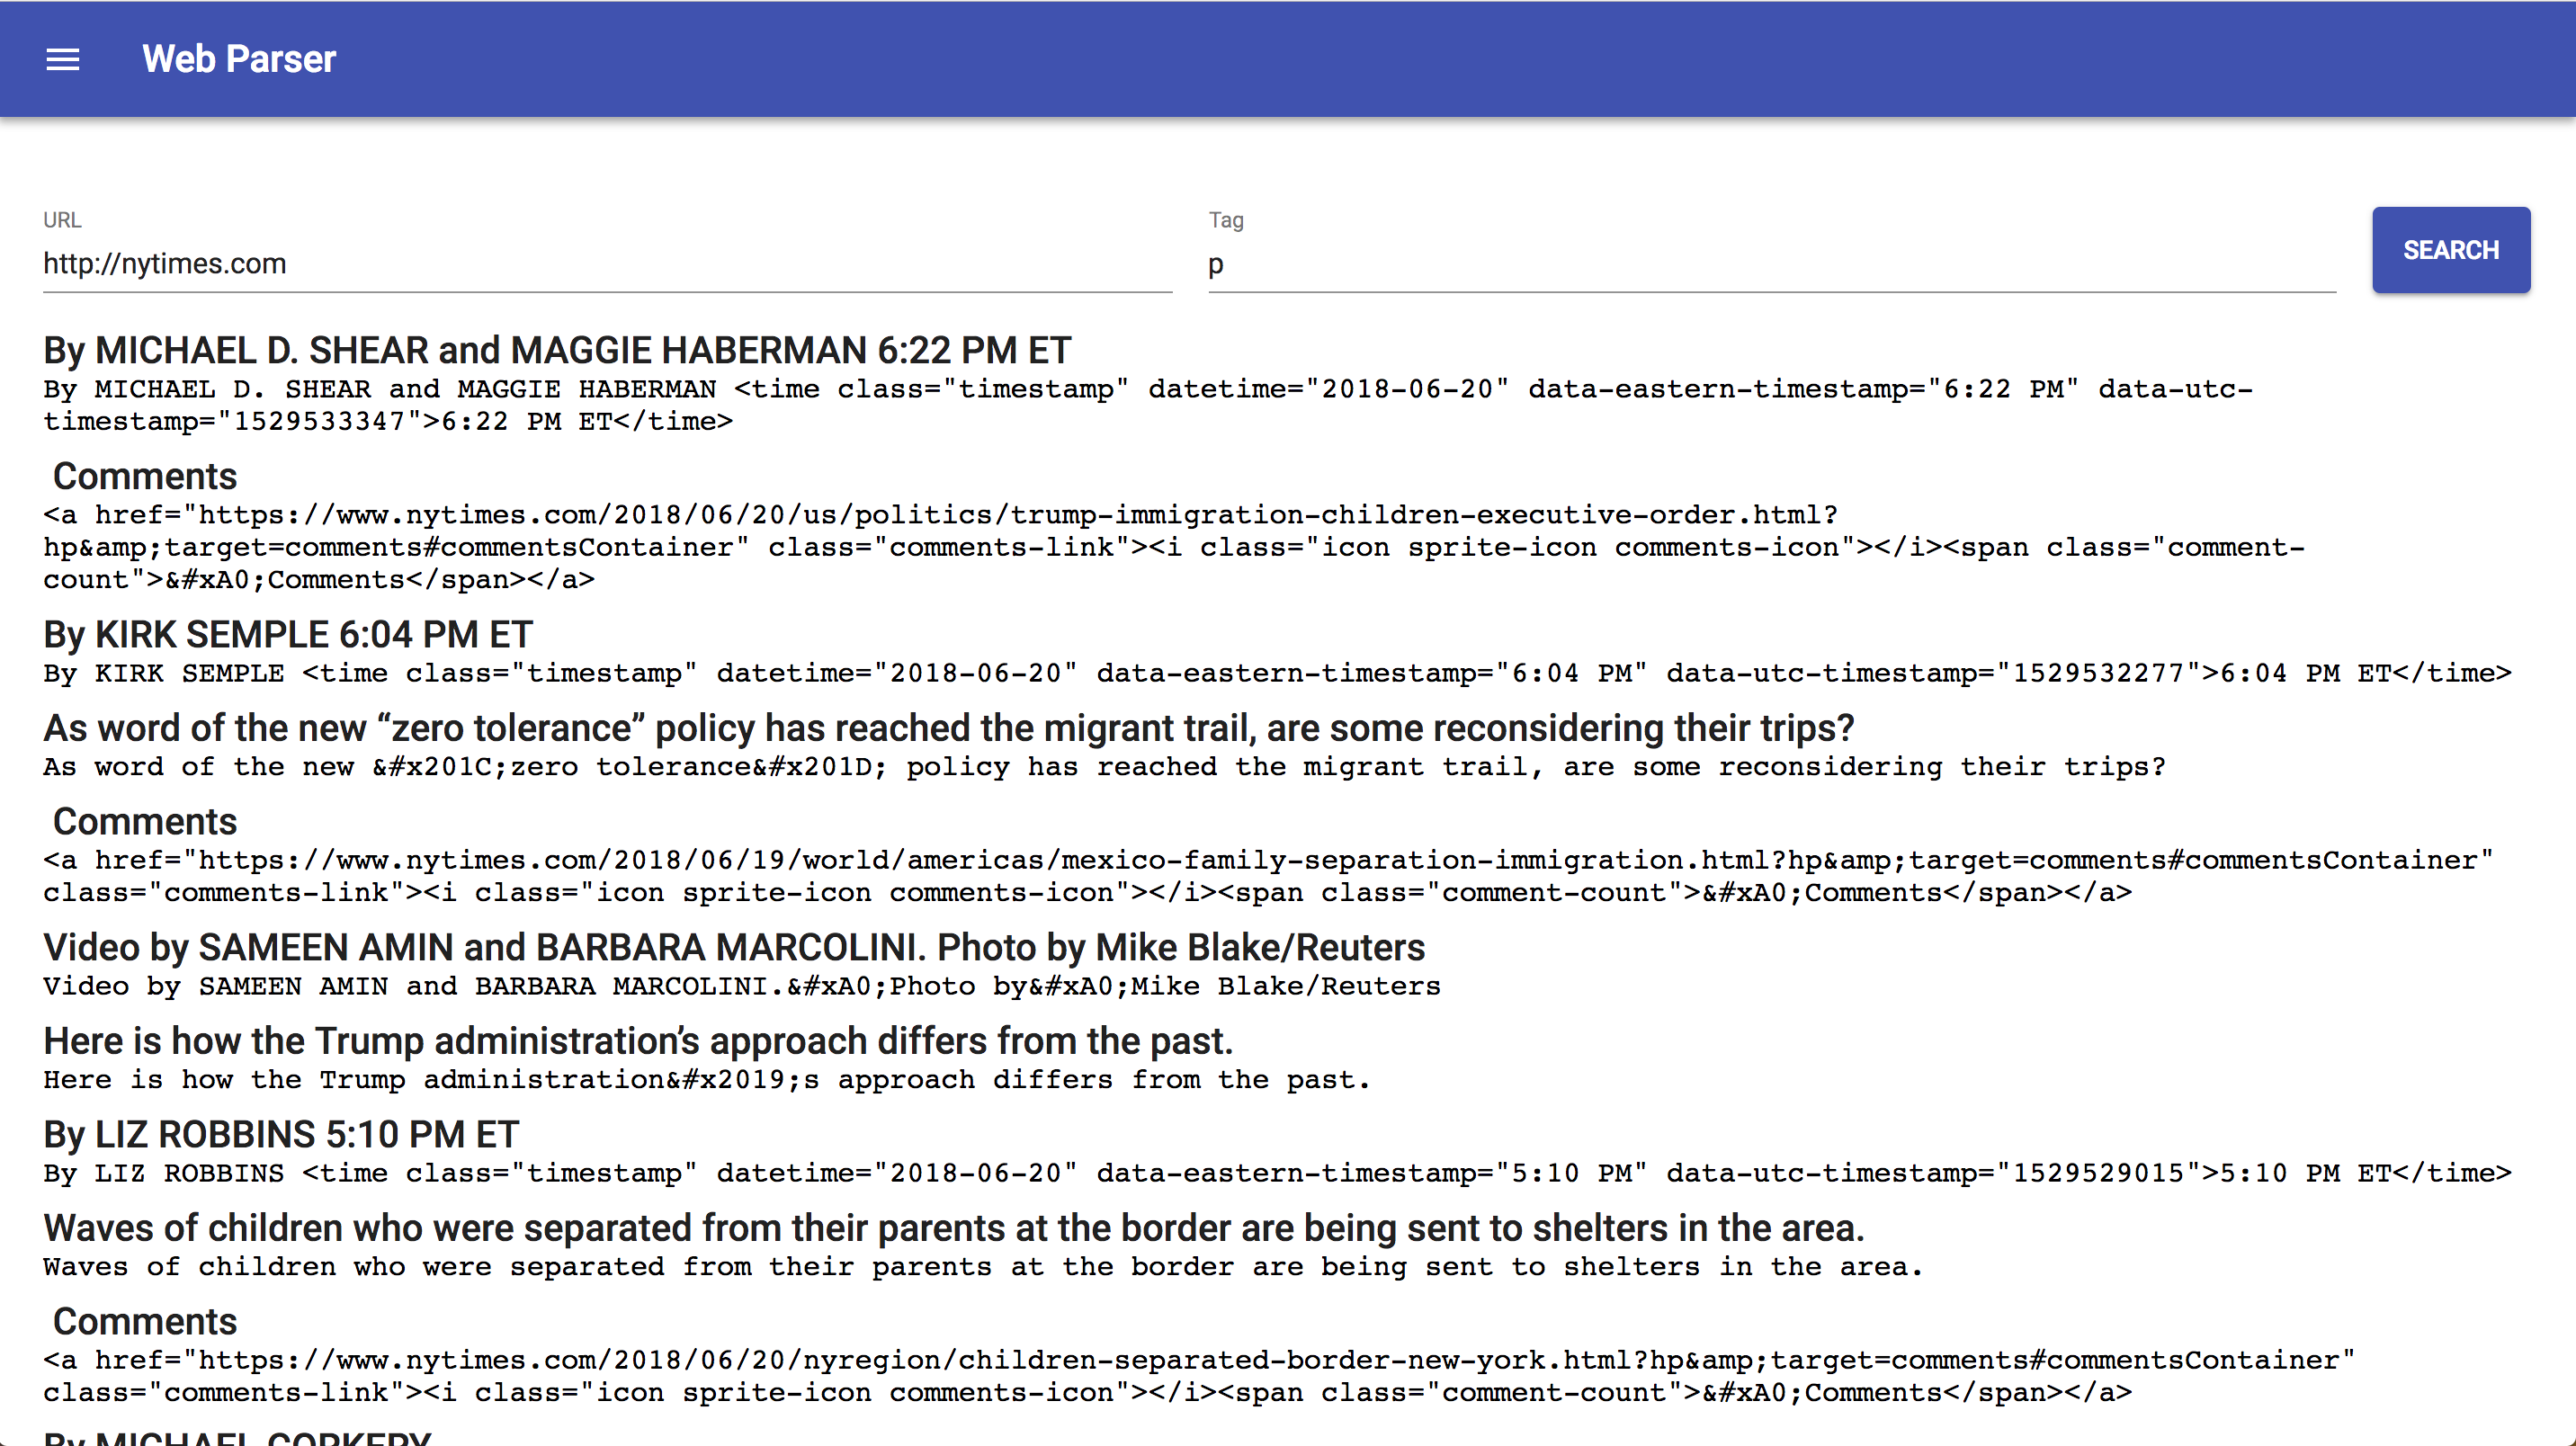 Web Parser
URL
http://nytimes.com
Tag
p
SEARCH
By MICHAEL D. SHEAR and MAGGIE HABERMAN 6:22 PM ET
By MICHAEL D. SHEAR and MAGGIE HABERMAN <time class="timestamp" datetime="2018-06-20" data-eastern-timestamp="6:22 PM" data-utc-
timestamp="1529533347">6:22 PM ET</time>
Comments
<a href="https://www.nytimes.com/2018/06/20/us/politics/trump-immigration-children-executive-order.html?
hp&amp;target=comments#commentsContainer" class="comments-link"><i class="icon sprite-icon comments-icon"></i><span class="comment-
count">&#xA0;Comments</span></a>
By KIRK SEMPLE 6:04 PM ET
By KIRK SEMPLE <time class="timestamp" datetime="2018-06-20" data-eastern-timestamp="6:04 PM" data-utc-timestamp="1529532277">6:04 PM ET</time>
As word of the new “zero tolerance” policy has reached the migrant trail, are some reconsidering their trips?
As word of the new &#x201C;zero tolerance&#x201D; policy has reached the migrant trail, are some reconsidering their trips?
Comments
<a href="https://www.nytimes.com/2018/06/19/world/americas/mexico-family-separation-immigration.html?hp&amp;target=comments#commentsContainer"
class="comments-link"><i class="icon sprite-icon comments-icon"></i><span class="comment-count">&#xA0;Comments</span></a>
Video by SAMEEN AMIN and BARBARA MARCOLINI. Photo by Mike Blake/Reuters
Video by SAMEEN AMIN and BARBARA MARCOLINI.&#xA0;Photo by&#xA0;Mike Blake/Reuters
Here is how the Trump administration’s approach differs from the past.
Here is how the Trump administration&#x2019;s approach differs from the past.
By LIZ ROBBINS 5:10 PM ET
By LIZ ROBBINS <time class="timestamp" datetime="2018-06-20" data-eastern-timestamp="5:10 PM" data-utc-timestamp="1529529015">5:10 PM ET</time>
Waves of children who were separated from their parents at the border are being sent to shelters in the area.
Waves of children who were separated from their parents at the border are being sent to shelters in the area.
Comments
<a href="https://www.nytimes.com/2018/06/20/nyregion/children-separated-border-new-york.html?hp&amp;target=comments#commentsContainer"
class="comments-link"><i class="icon sprite-icon comments-icon"></i><span class="comment-count">&#xA0;Comments</span></a>
By MICHAEL CORKERY